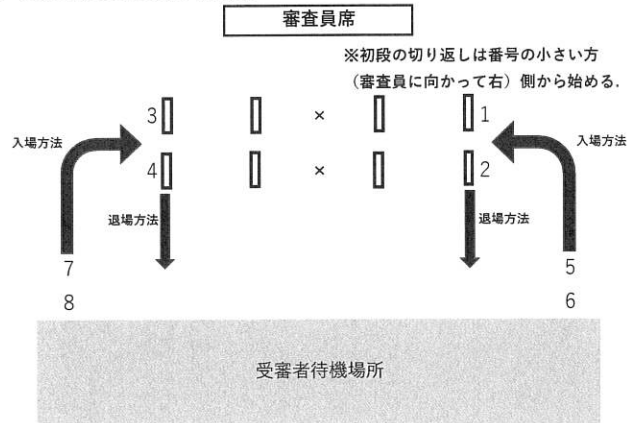 審査員席
※初段の切り返しは番号の小さい方
（審査員に向かって右）側から始める.
3 × 1
入場方法 入場方法
4 × 2
退場方法 退場方法
7 5
8 6
受審者待機場所